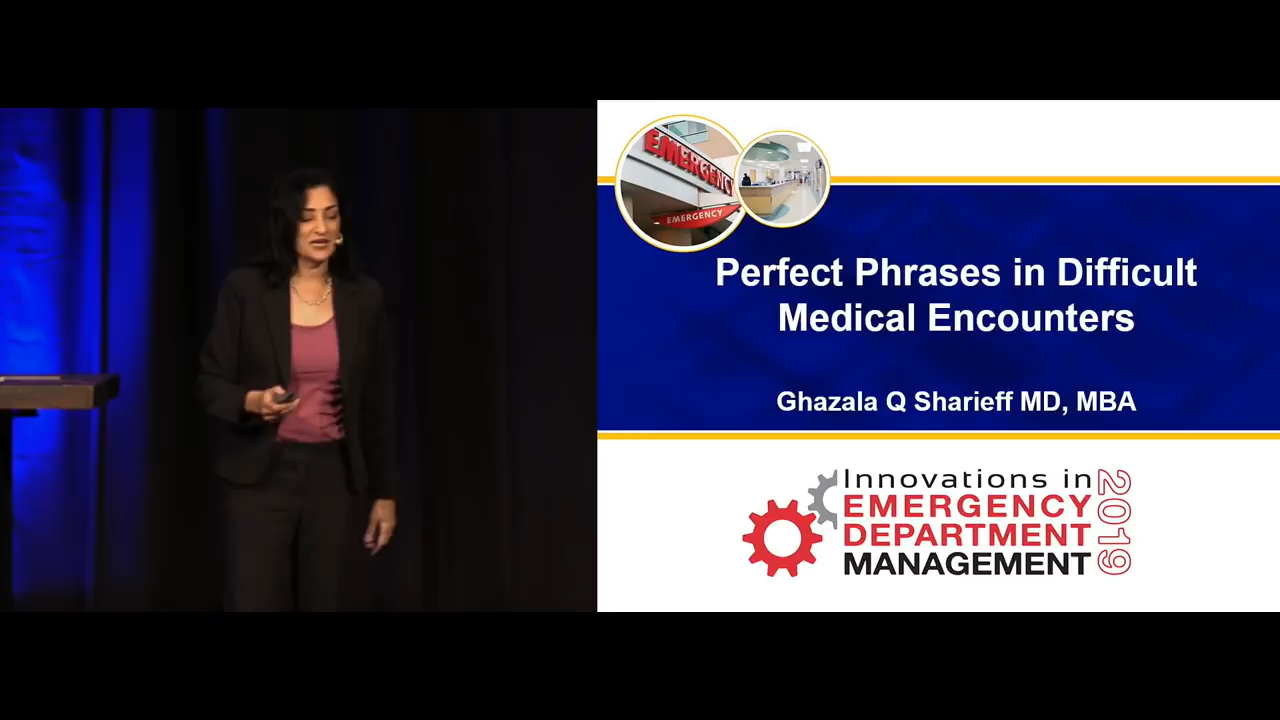 EMERGENCY
EMERGENCY
Perfect Phrases in Difficult
Medical Encounters
Ghazala Q Sharieff MD, MBA
Innovations in
EMERGENCY
DEPARTMENT
MANAGEMENT
2019